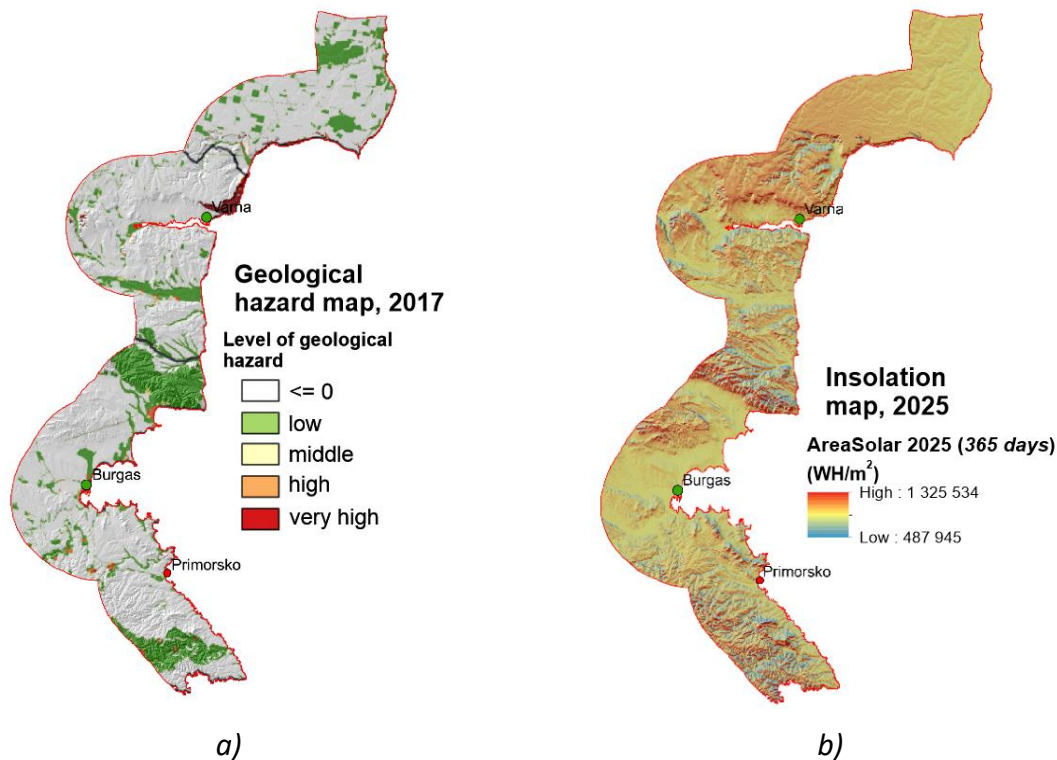 Varna
Geological
hazard map, 2017
Level of geological
hazard
<= 0
low
middle
high
very high
Burgas
Primorsko
a)
Varna
Insolation
map, 2025
AreaSolar 2025 (365 days)
(WH/m²)
High : 1 325 534
Low : 487 945
Burgas
Primorsko
b)